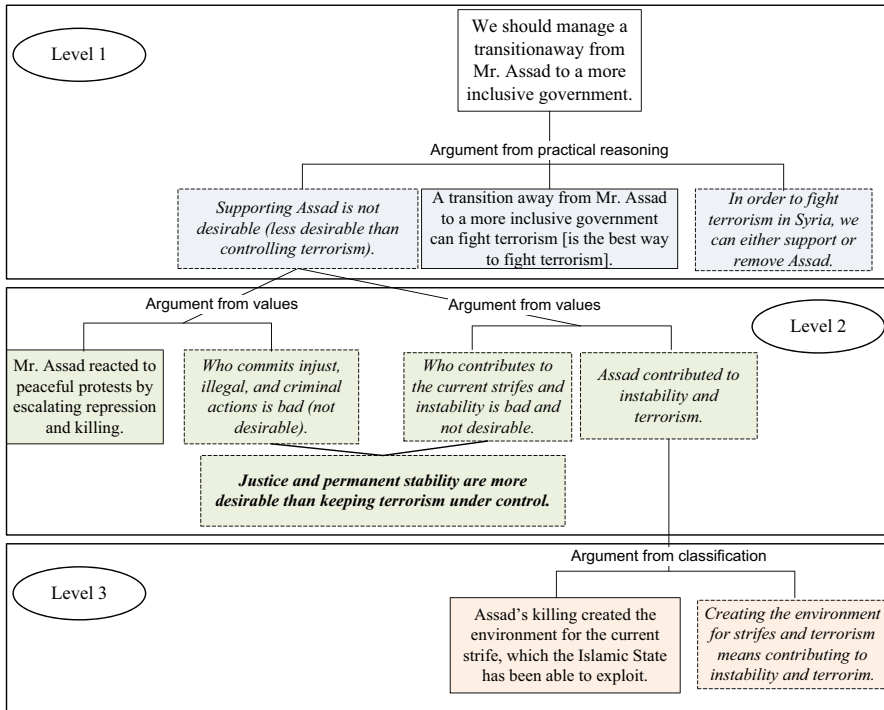 Level 1
We should manage a
transitionaway from
Mr. Assad to a more
inclusive government.
Argument from practical reasoning
Supporting Assad is not
desirable (less desirable than
controlling terrorism).
A transition away from Mr. Assad
to a more inclusive government
can fight terrorism [is the best way
to fight terrorism].
In order to fight
terrorism in Syria, we
can either support or
remove Assad.
Level 2
Argument from values
Argument from values
Mr. Assad reacted to
peaceful protests by
escalating repression
and killing.
Who commits injust,
illegal, and criminal
actions is bad (not
desirable).
Who contributes to
the current strifes and
instability is bad and
not desirable.
Assad contributed to
instability and
terrorism.
Justice and permanent stability are more
desirable than keeping terrorism under control.
Level 3
Argument from classification
Assad's killing created the
environment for the current
strife, which the Islamic State
has been able to exploit.
Creating the environment
for strifes and terrorism
means contributing to
instability and terrorim.